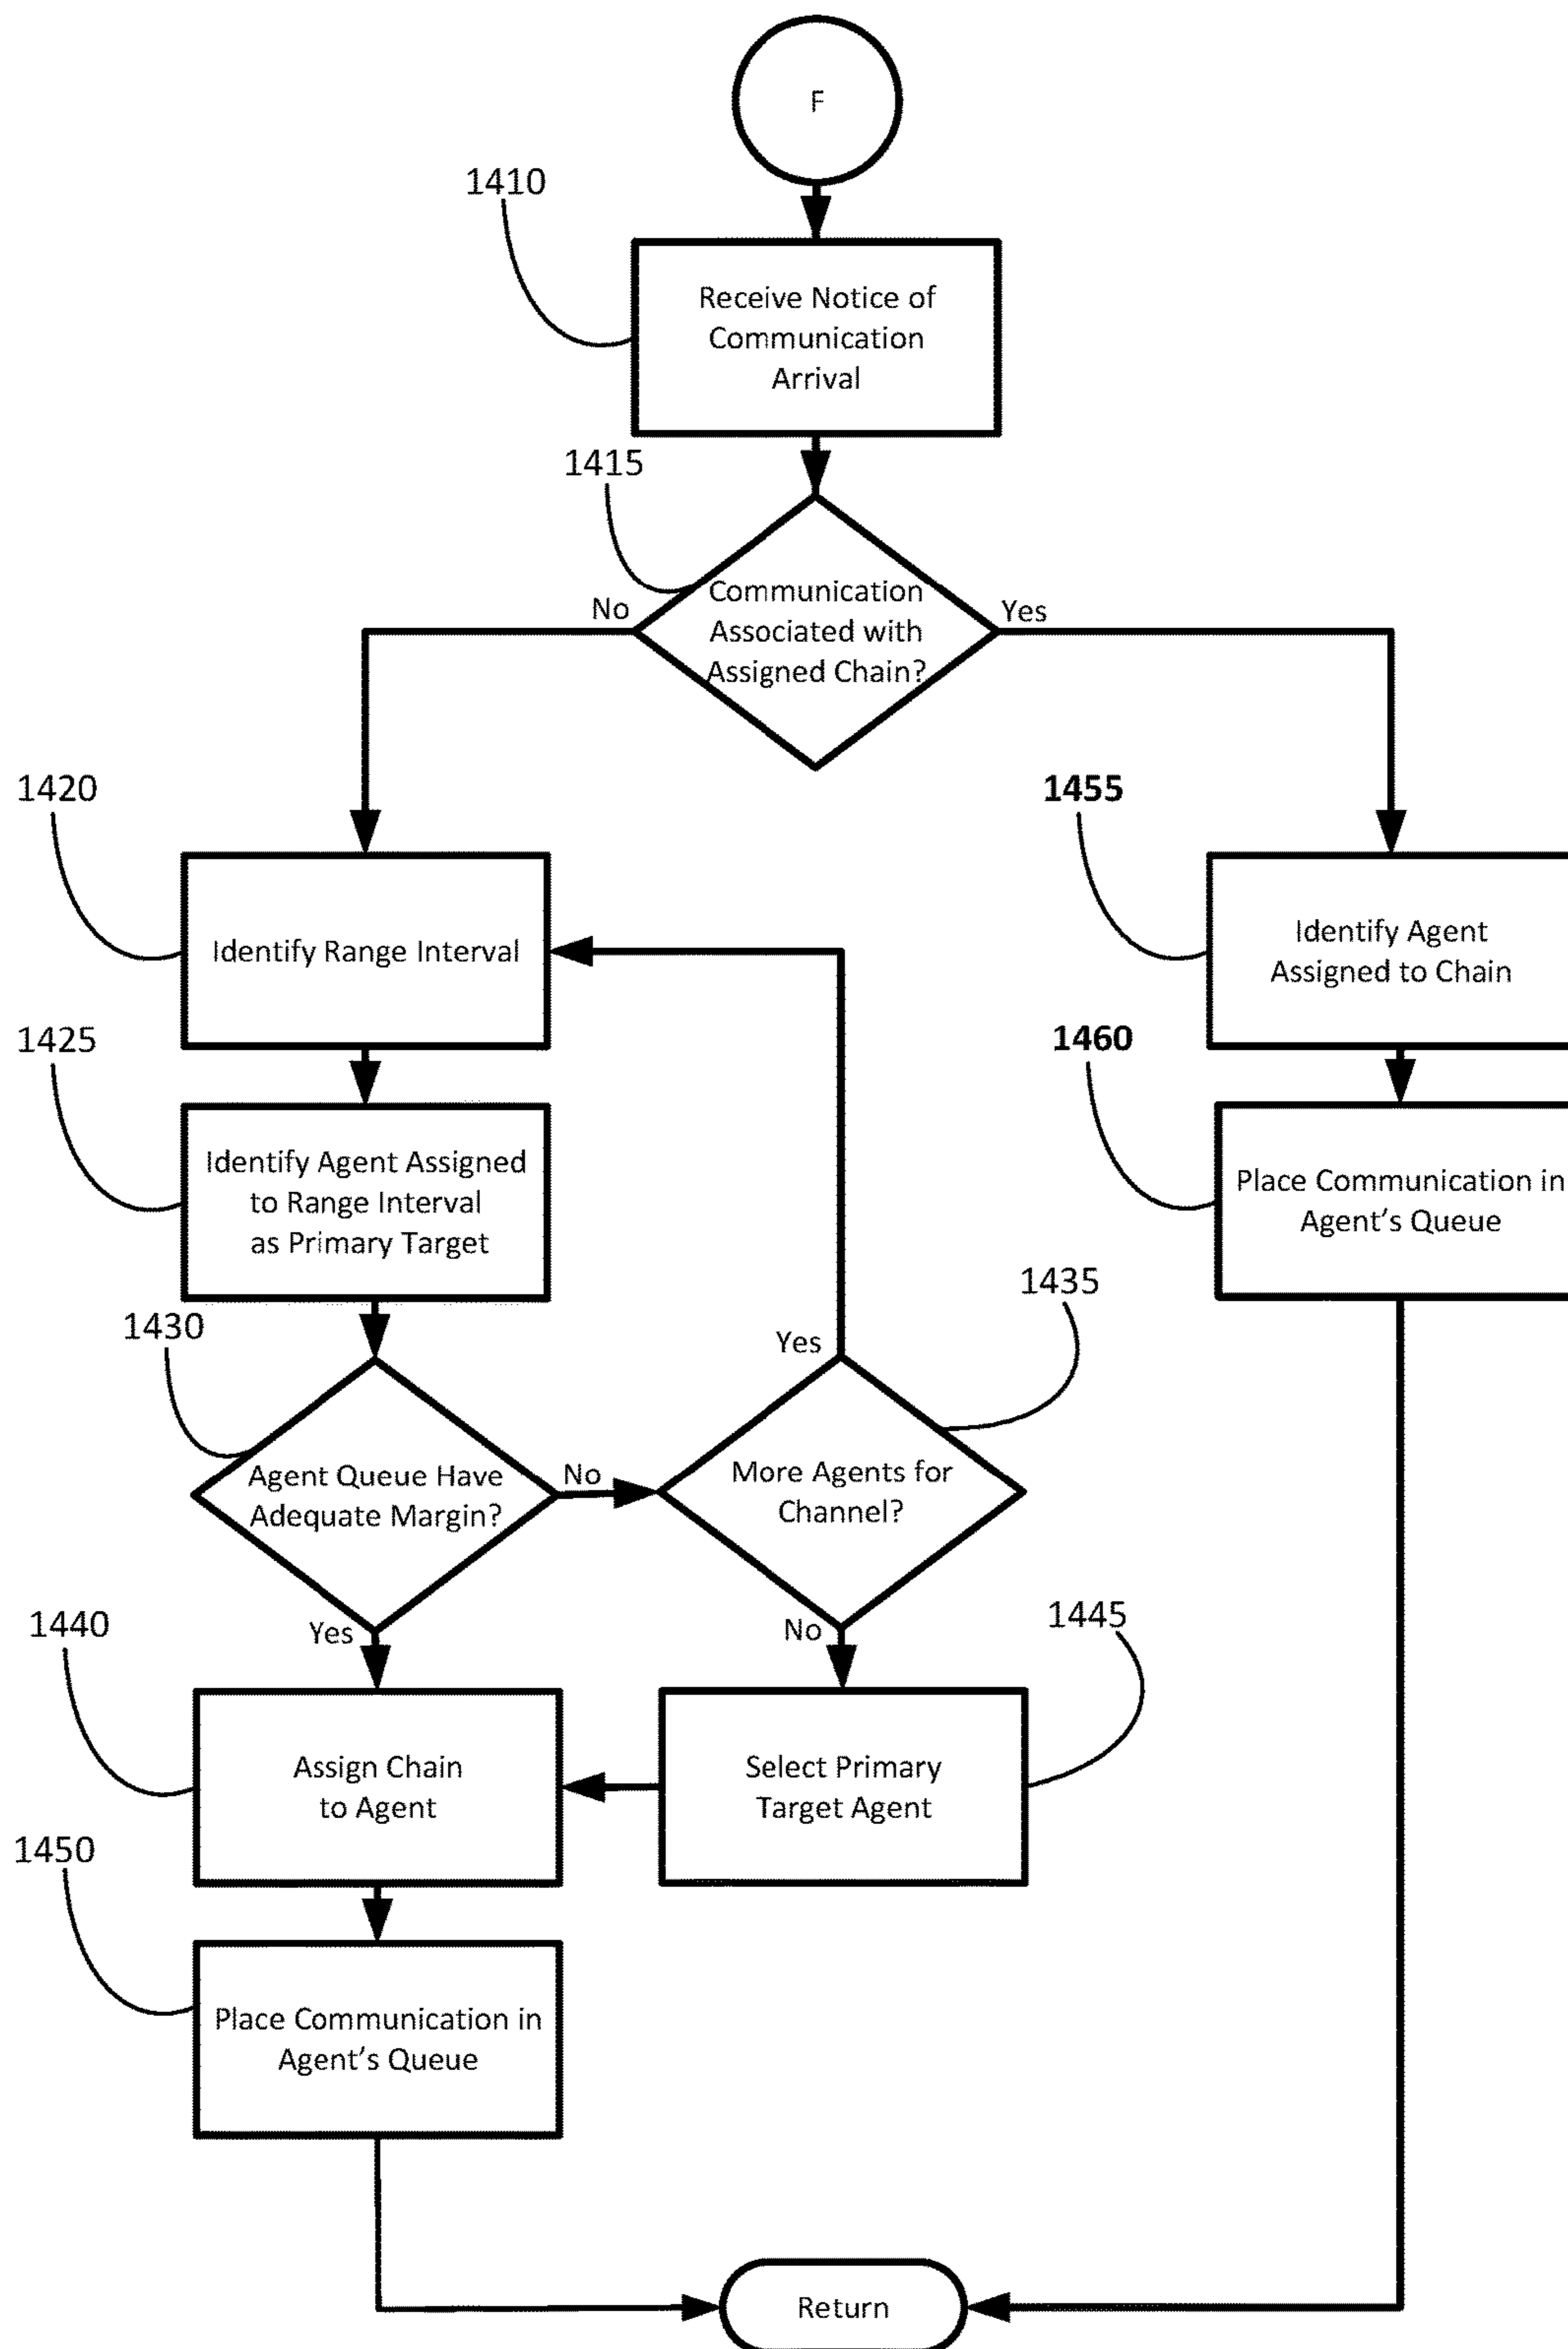 F
1410
Receive Notice of
Communication
Arrival
1415
Communication
Associated with
Assigned Chain?
No
Yes
1420
Identify Range Interval
1455
Identify Agent
Assigned to Chain
1425
Identify Agent Assigned
to Range Interval
as Primary Target
1460
Place Communication in
Agent's Queue
1430
Agent Queue Have
Adequate Margin?
No
Yes
1435
More Agents for
Channel?
Yes
No
1440
Assign Chain
to Agent
1445
Select Primary
Target Agent
1450
Place Communication in
Agent's Queue
Return